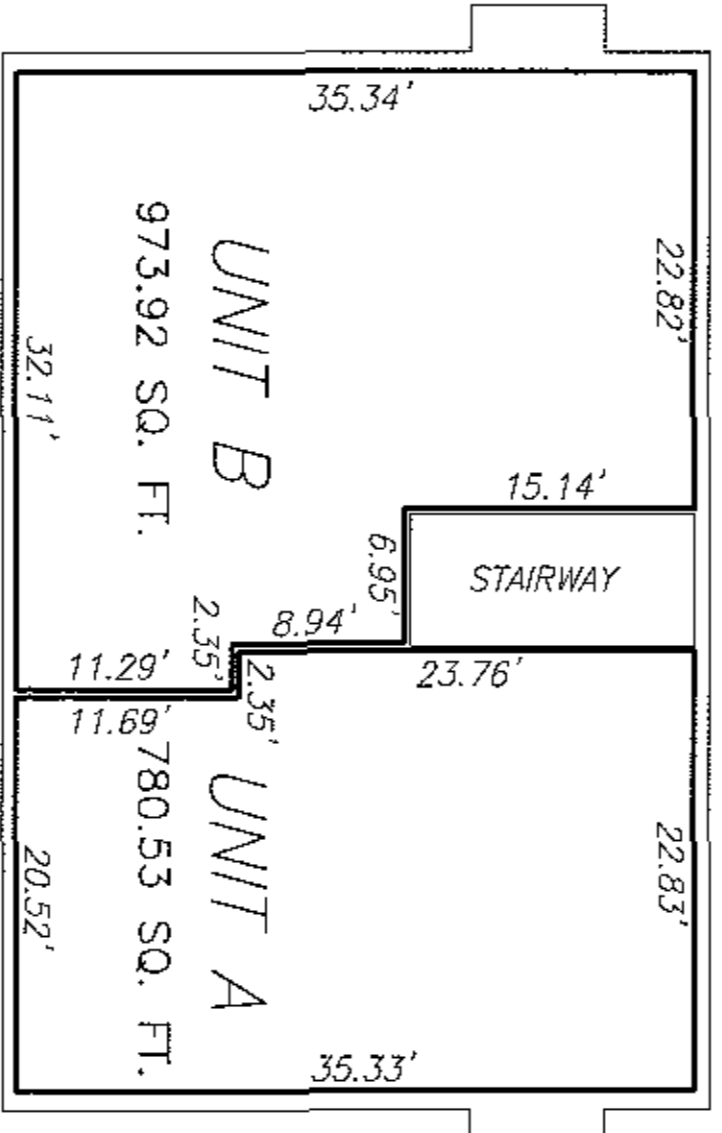 35.34'
22.82'
UNIT B
973.92 SQ. FT.
32.11'
15.14'
STAIRWAY
6.95'
8.94'
2.35'
11.29'
23.76'
2.35'
11.69'
UNIT A
780.53 SQ. FT.
22.83'
20.52'
35.33'